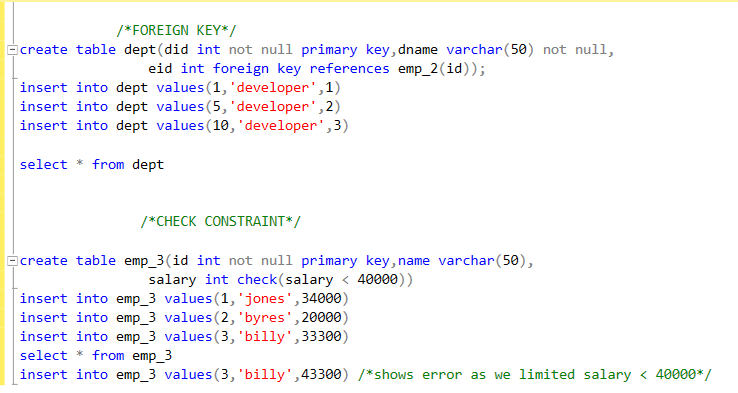 /*FOREIGN KEY*/
create table dept(did int not null primary key,dname varchar(50) not null,
eid int foreign key references emp_2(id));
insert into dept values(1,'developer',1)
insert into dept values(5,'developer',2)
insert into dept values(10,'developer',3)
select * from dept
/*CHECK CONSTRAINT*/
create table emp_3(id int not null primary key,name varchar(50),
salary int check(salary < 40000))
insert into emp_3 values(1,'jones',34000)
insert into emp_3 values(2,'byres',20000)
insert into emp_3 values(3,'billy',33300)
select * from emp_3
insert into emp_3 values(3,'billy',43300) /*shows error as we limited salary < 40000*/